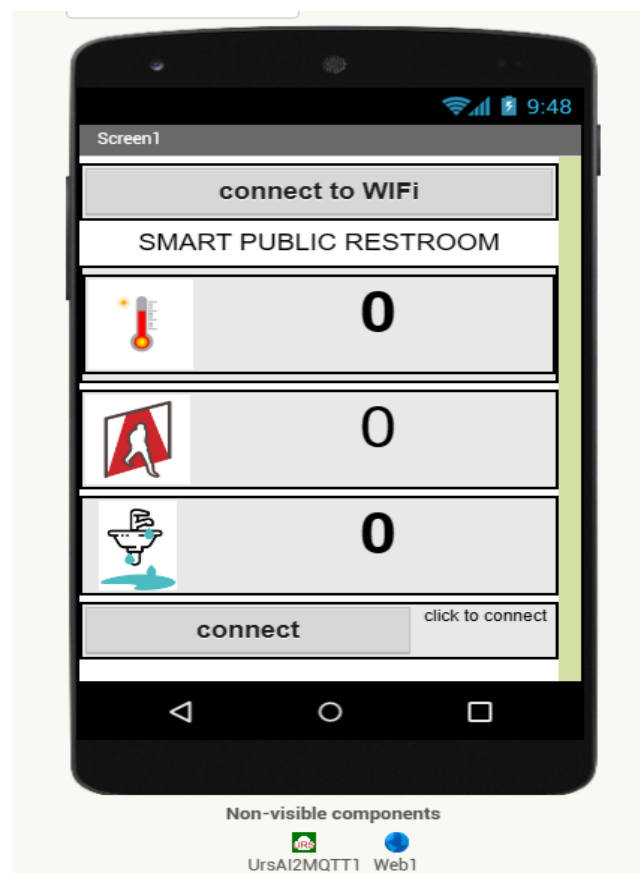 9:48
Screen1
connect to WIFi
SMART PUBLIC RESTROOM
0
0
0
connect
click to connect
Non-visible components
URS
UrsAI2MQTT1 Web1